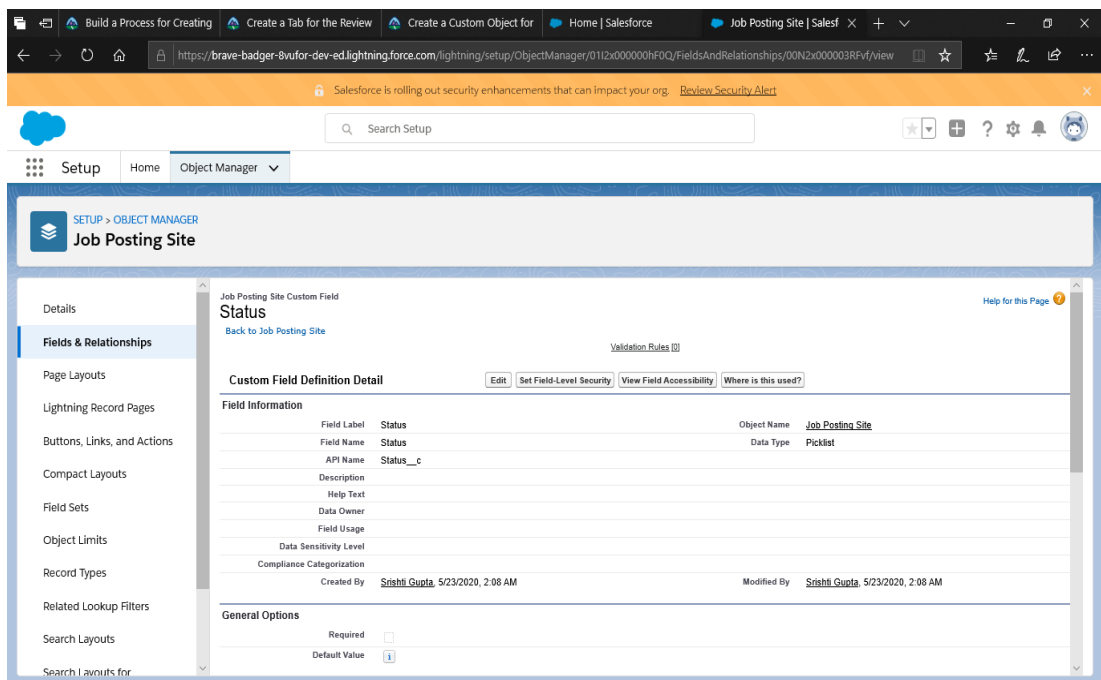 Build a Process for Creating
Create a Tab for the Review
Create a Custom Object for
Home | Salesforce
Job Posting Site | Salesf
https://brave-badger-8vufor-dev-ed.lightning.force.com/lightning/setup/ObjectManager/01I2x000000hF0Q/FieldsAndRelationships/00N2x000003RFvf/view
Salesforce is rolling out security enhancements that can impact your org. Review Security Alert
Search Setup
Setup Home Object Manager
SETUP > OBJECT MANAGER
Job Posting Site
Details
Fields & Relationships
Page Layouts
Lightning Record Pages
Buttons, Links, and Actions
Compact Layouts
Field Sets
Object Limits
Record Types
Related Lookup Filters
Search Layouts
Search Layouts for
Job Posting Site Custom Field
Status
Back to Job Posting Site
Help for this Page
Validation Rules [0]
Custom Field Definition Detail Edit Set Field-Level Security View Field Accessibility Where is this used?
Field Information
Field Label Status Object Name Job Posting Site
Field Name Status Data Type Picklist
API Name Status__c
Description
Help Text
Data Owner
Field Usage
Data Sensitivity Level
Compliance Categorization
Created By Srishti Gupta, 5/23/2020, 2:08 AM Modified By Srishti Gupta, 5/23/2020, 2:08 AM
General Options
Required
Default Value